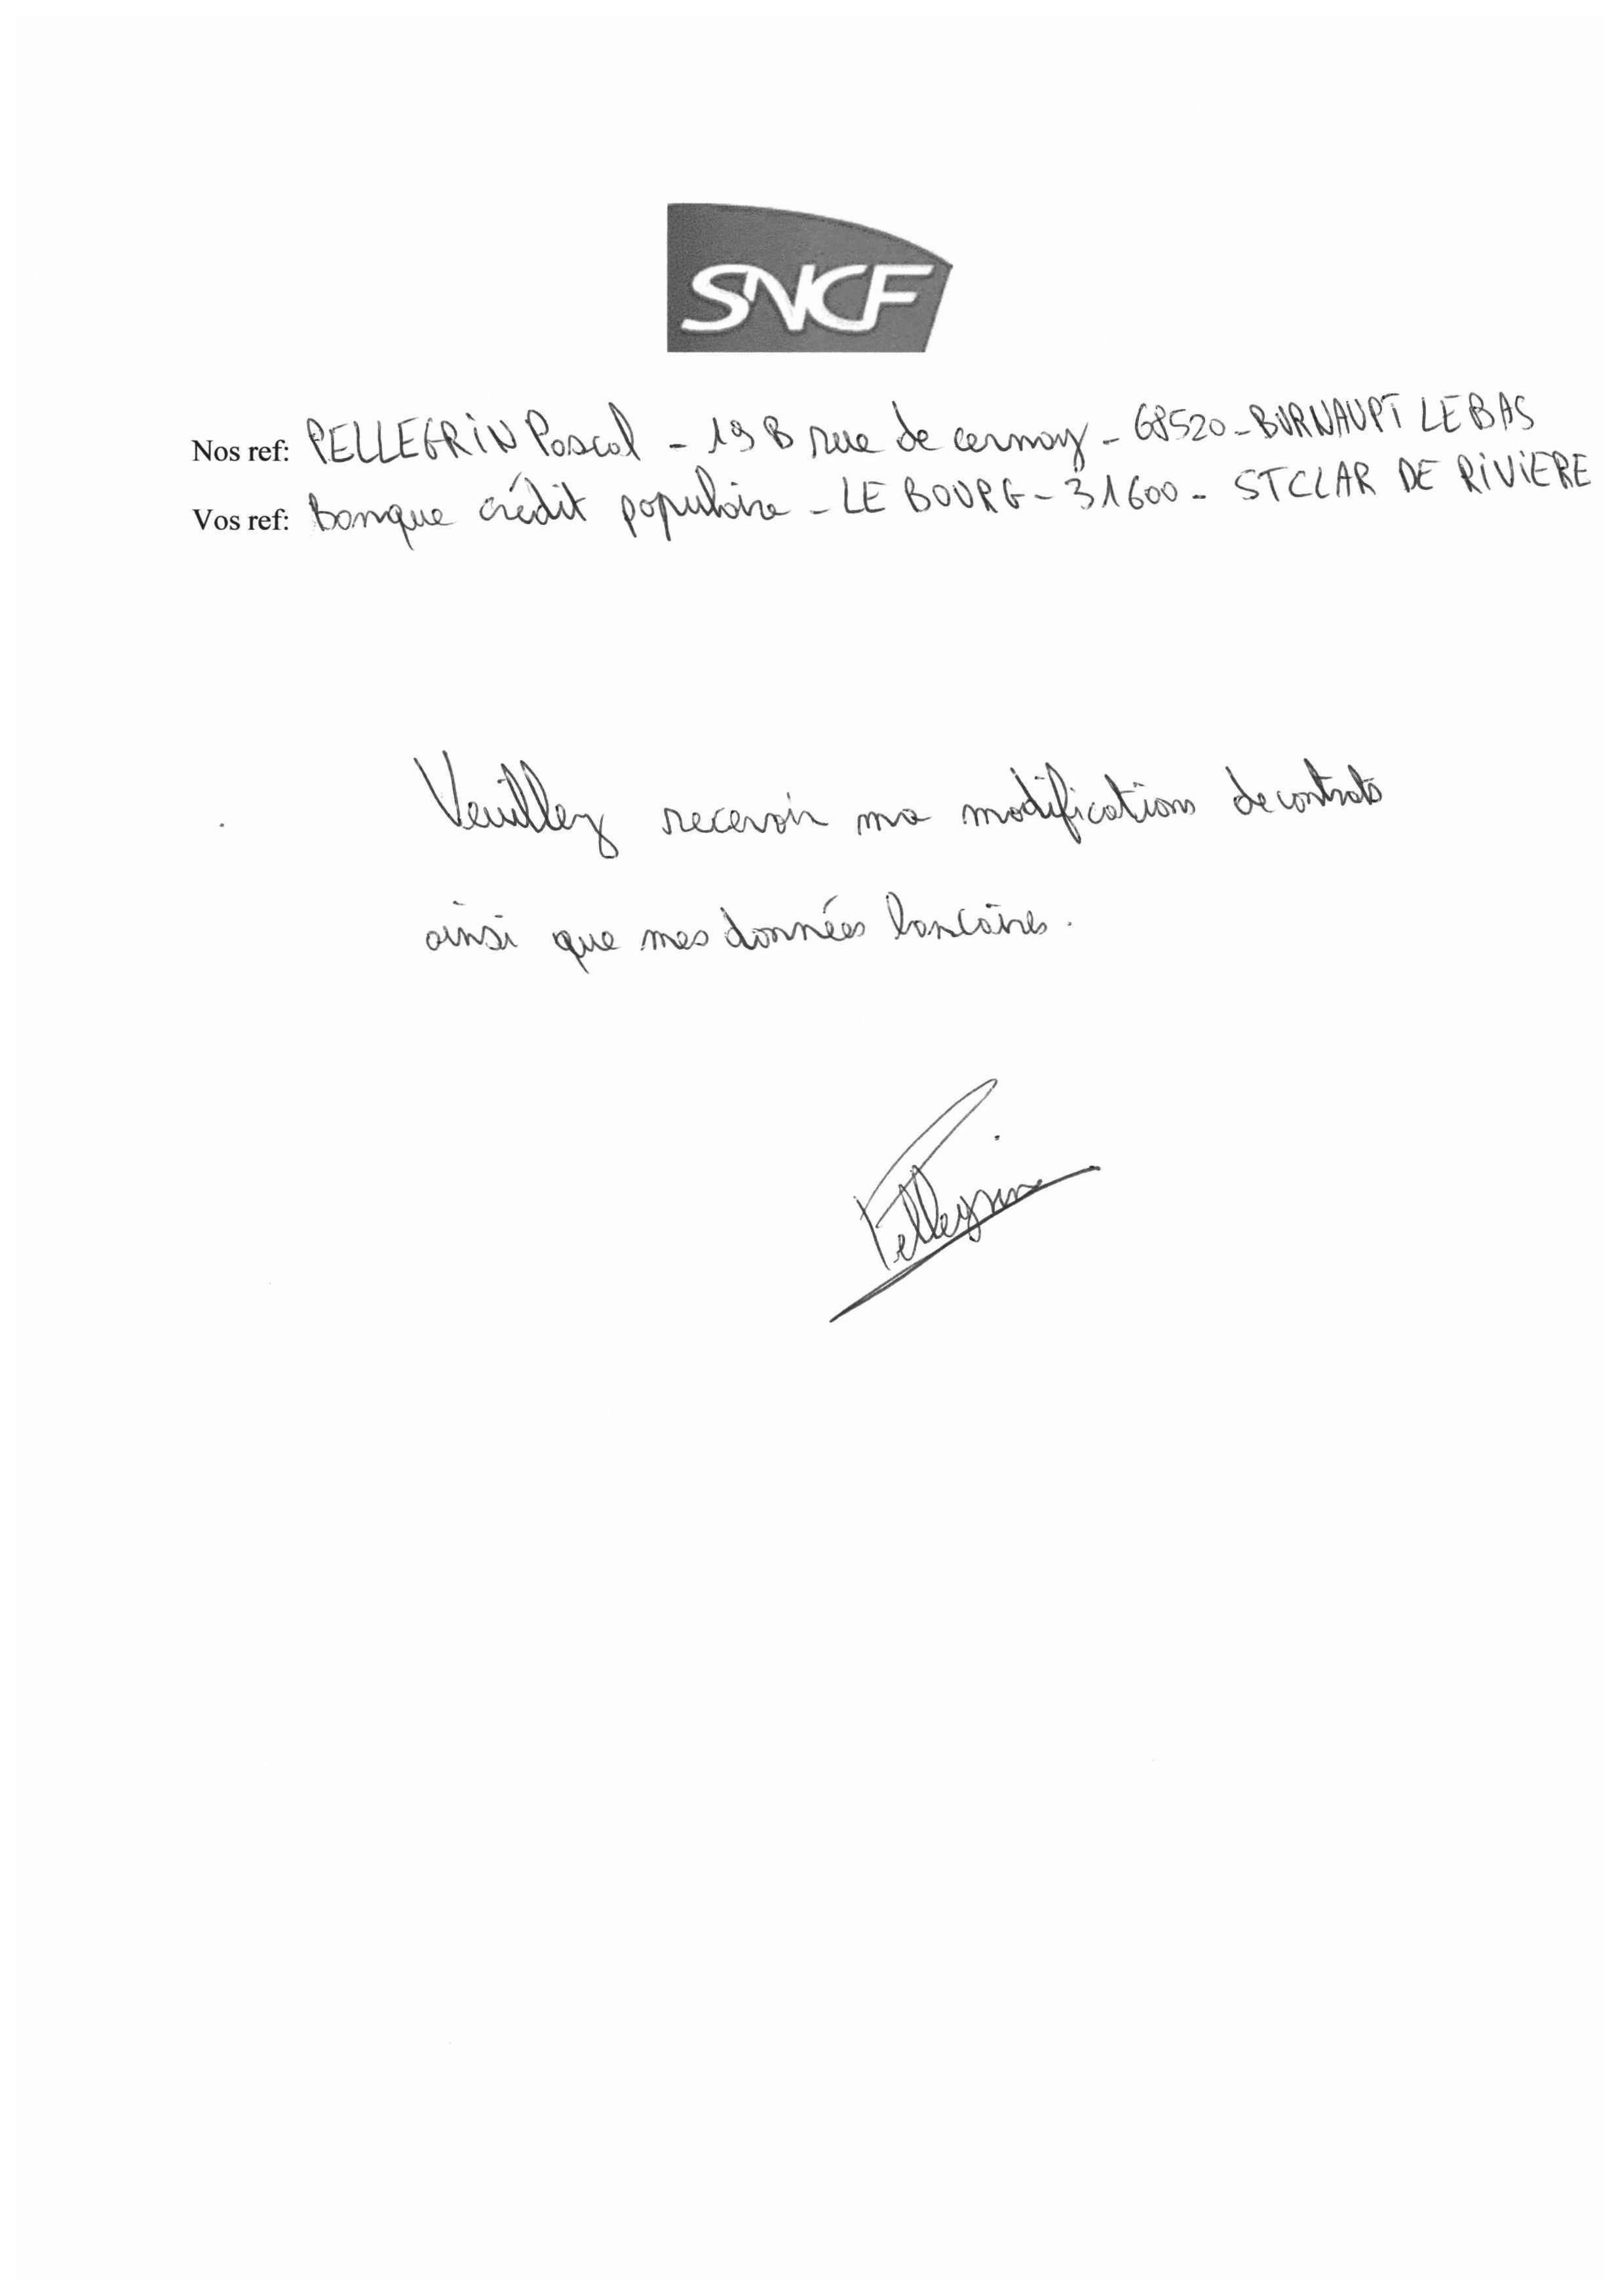 SNCF
Nos ref: PELLEGRIN Pascal - 19 B rue de cernay - 68520 - BURNAUPT LE BAS
Vos ref: Banque crédit populaire - LE BOURG - 31600 - ST CLAR DE RIVIERE
Veuillez recevoir ma modifications de contrats
ainsi que mes données bancaires.
Pellegrin